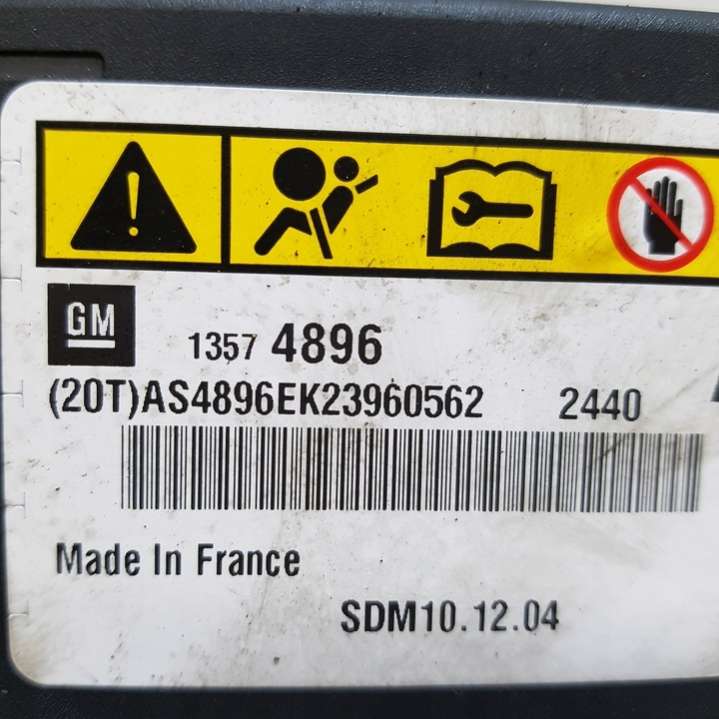 GM
1357 4896
(20T)AS4896EK23960562 2440
Made In France
SDM10.12.04